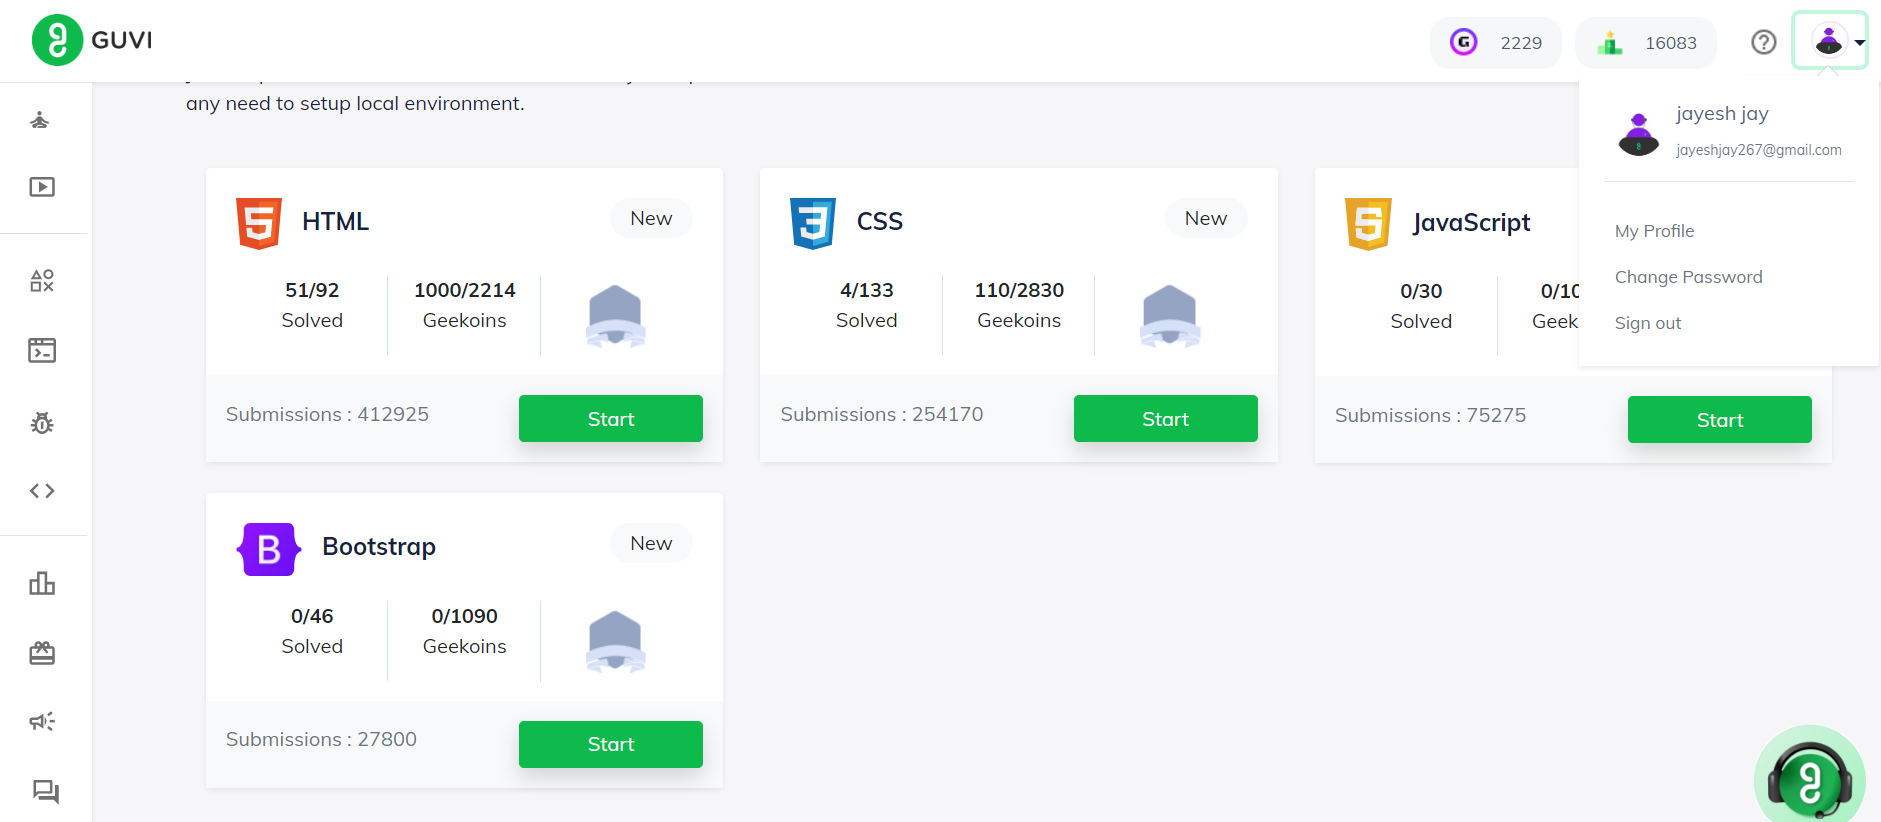 GUVI
2229
16083
any need to setup local environment.
jayesh jay
jayeshjay267@gmail.com
My Profile
Change Password
Sign out
HTML
New
51/92
Solved
1000/2214
Geekoins
Submissions : 412925
Start
CSS
New
4/133
Solved
110/2830
Geekoins
Submissions : 254170
Start
JavaScript
0/30
Solved
0/10
Geek
Submissions : 75275
Start
Bootstrap
New
0/46
Solved
0/1090
Geekoins
Submissions : 27800
Start